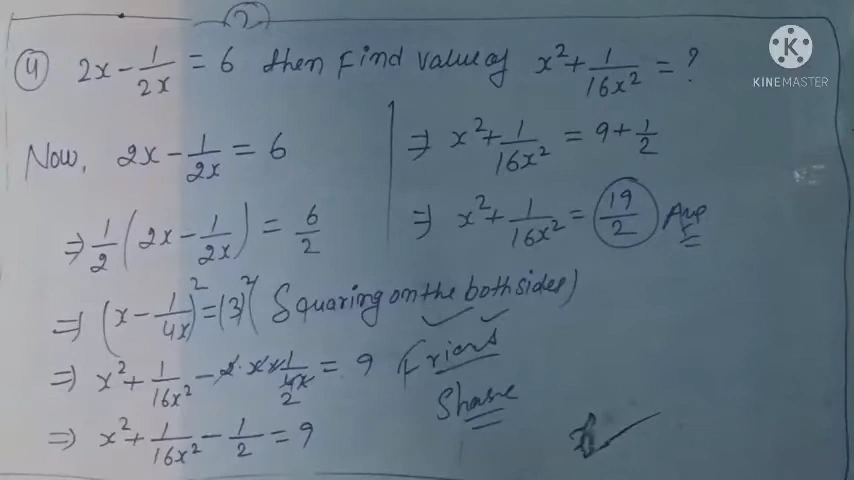 2
④ 2x - 1/2x = 6 then Find value of x² + 1/16x² = ?
Now, 2x - 1/2x = 6
⇒ 1/2 (2x - 1/2x) = 6/2
⇒ (x - 1/4x)² = (3)² (Squaring on the both sides)
⇒ x² + 1/16x² - 2·x× 1/4x = 9
2
⇒ x² + 1/16x² - 1/2 = 9
⇒ x² + 1/16x² = 9 + 1/2
⇒ x² + 1/16x² = 19/2 Ans
Share
K
KINEMASTER